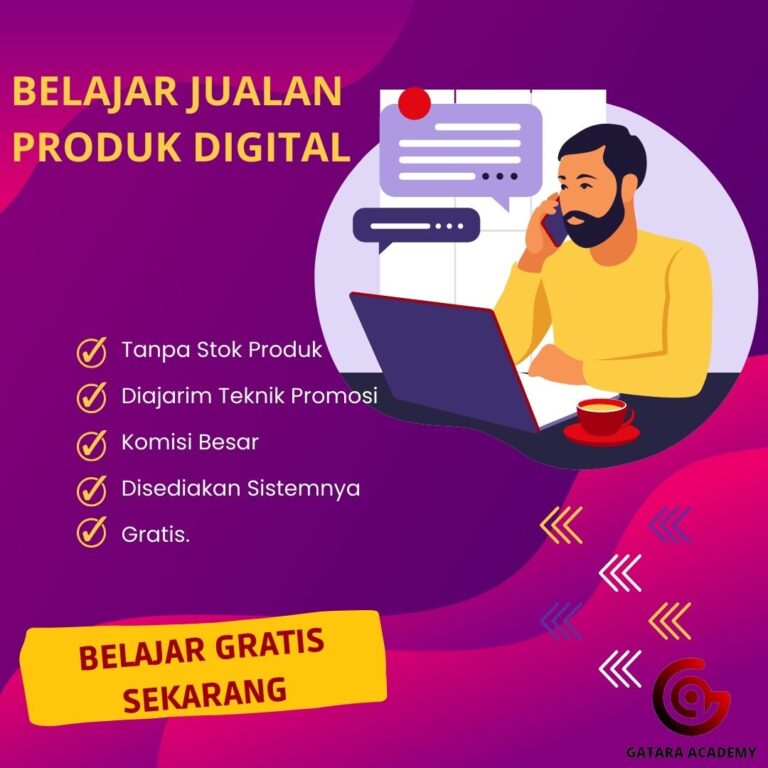 BELAJAR JUALAN
PRODUK DIGITAL
Tanpa Stok Produk
Diajarim Teknik Promosi
Komisi Besar
Disediakan Sistemnya
Gratis.
BELAJAR GRATIS
SEKARANG
GATARA ACADEMY